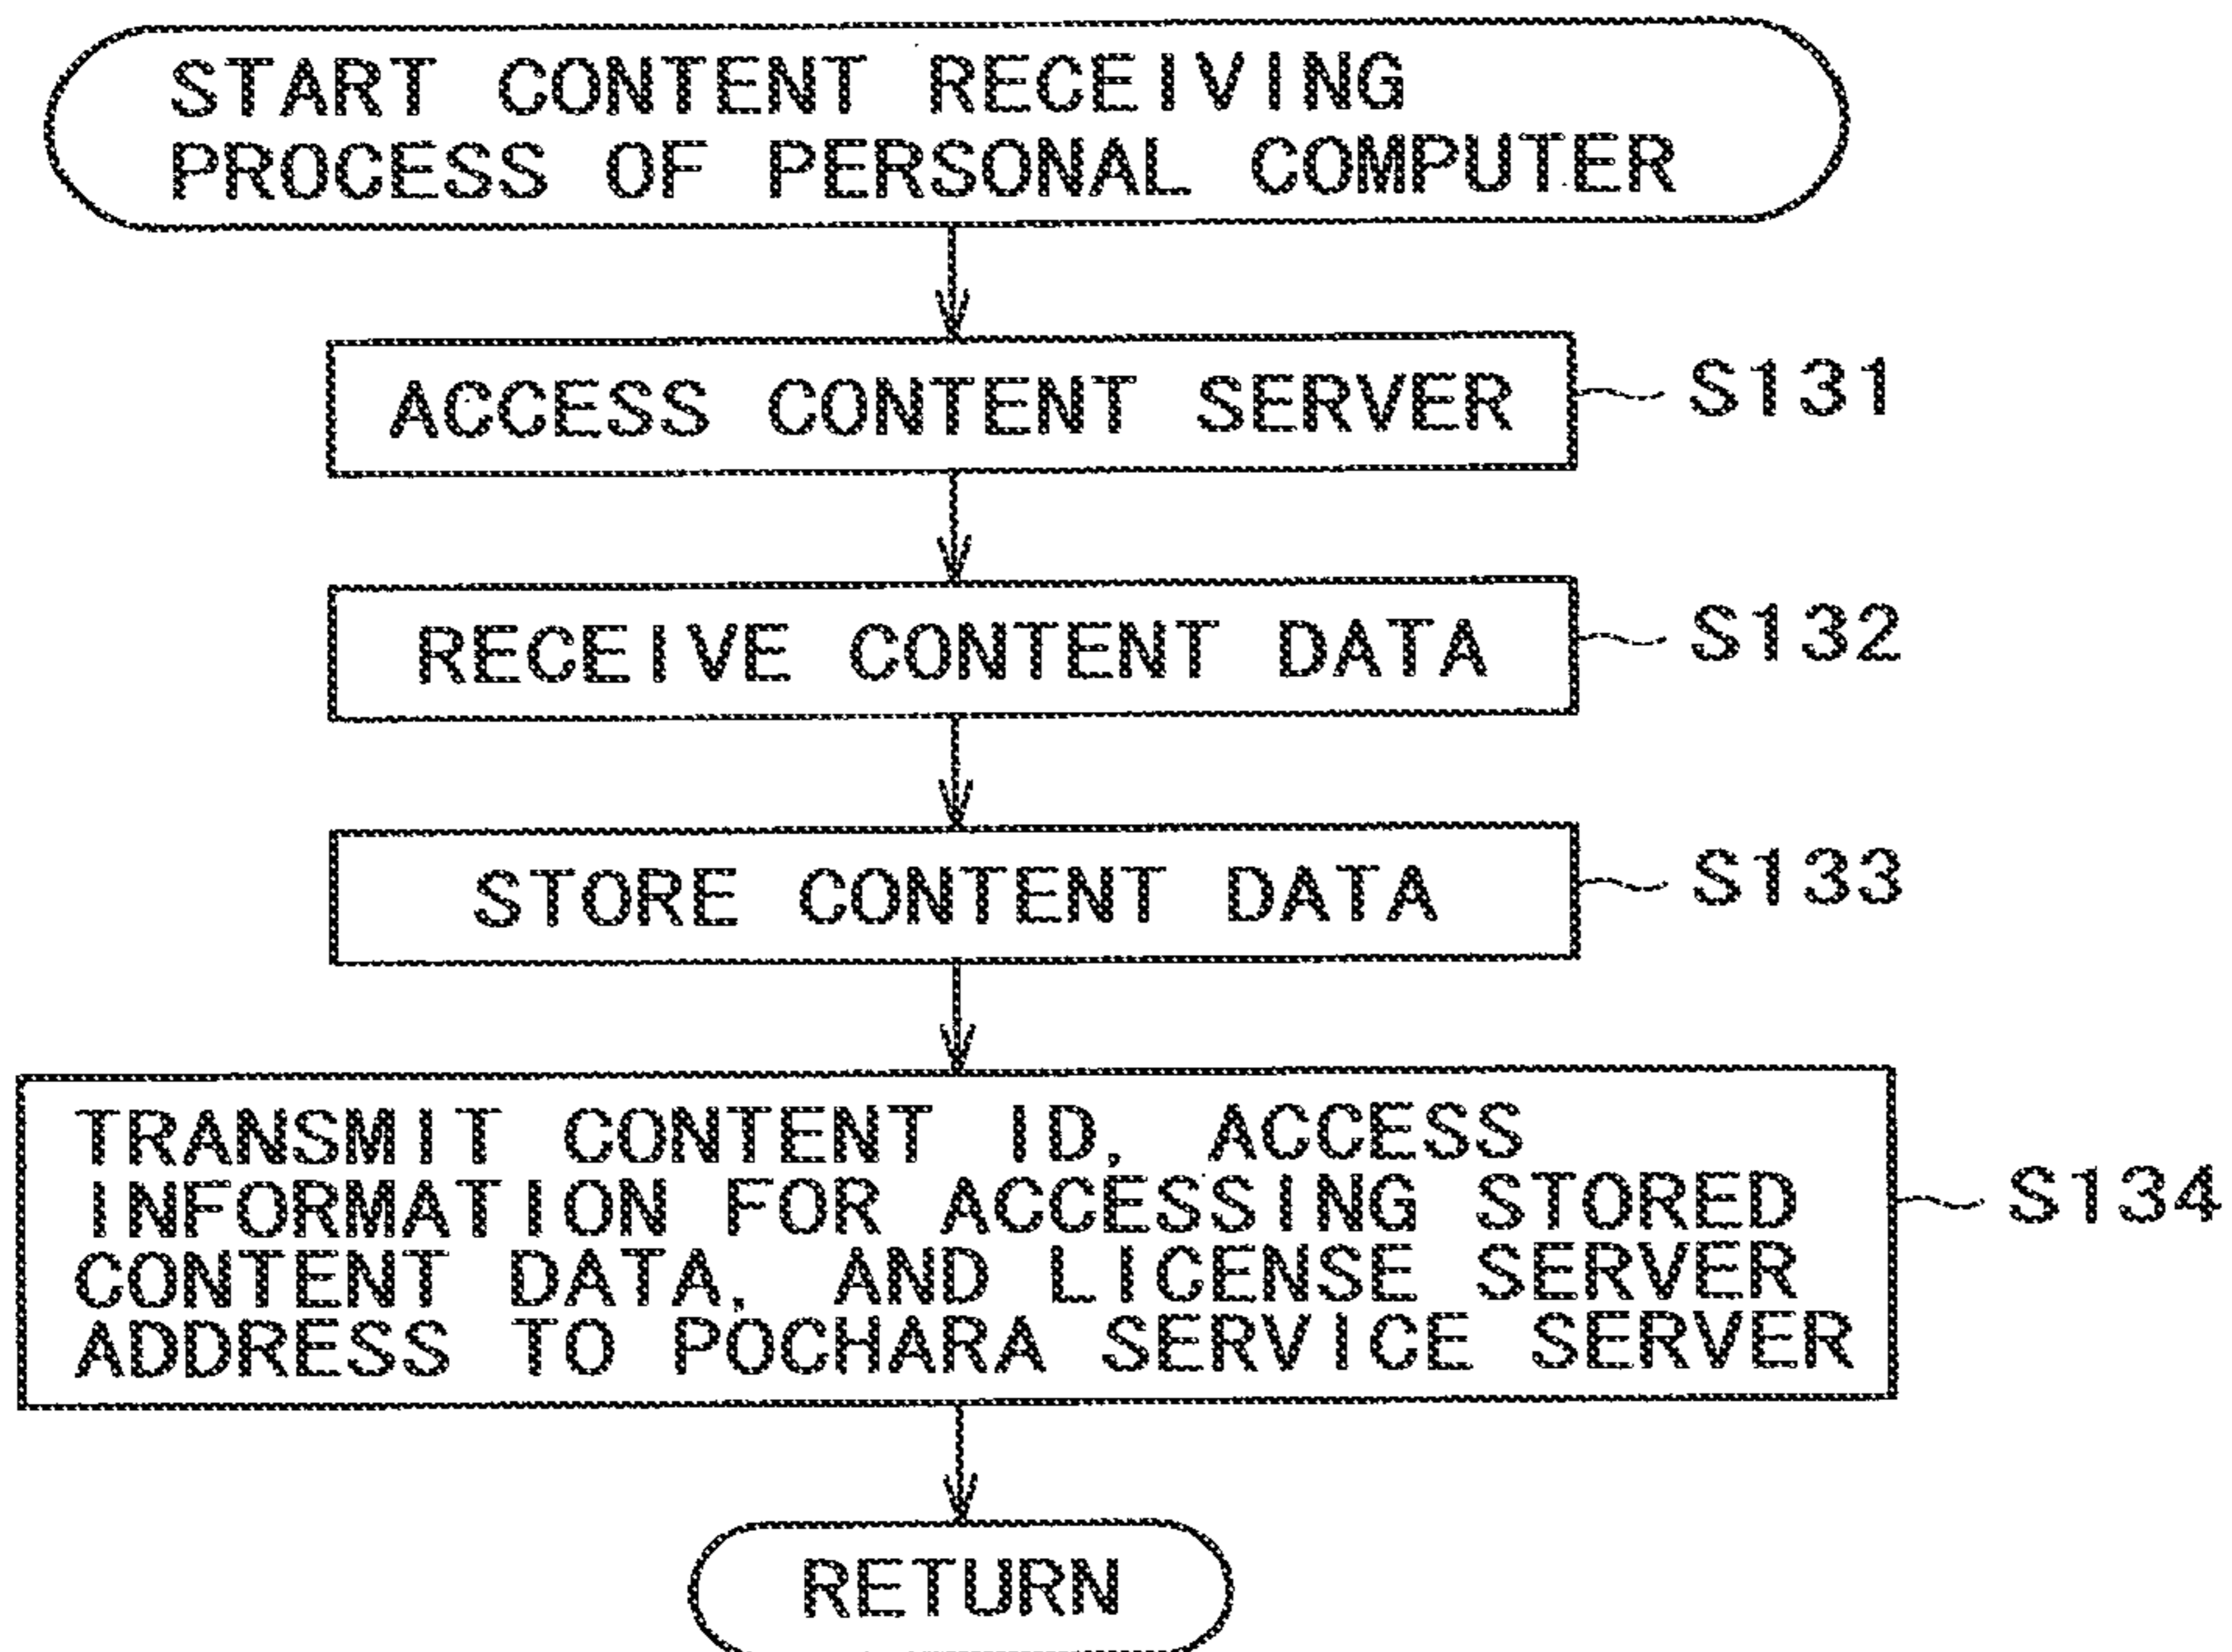 START CONTENT RECEIVING
PROCESS OF PERSONAL COMPUTER
ACCESS CONTENT SERVER
S131
RECEIVE CONTENT DATA
S132
STORE CONTENT DATA
S133
TRANSMIT CONTENT ID, ACCESS
INFORMATION FOR ACCESSING STORED
CONTENT DATA, AND LICENSE SERVER
ADDRESS TO POCHARA SERVICE SERVER
S134
RETURN